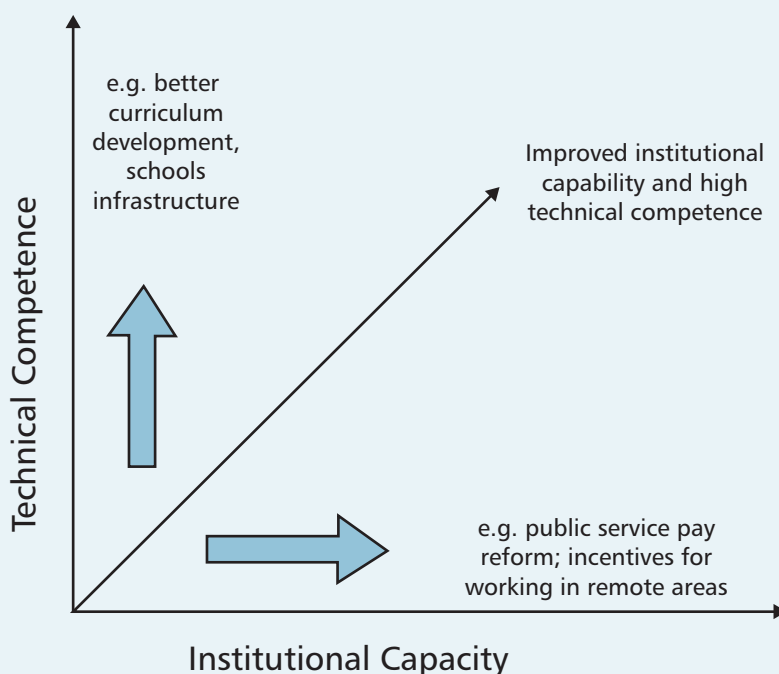 e.g. better
curriculum
development,
schools
infrastructure
Improved institutional
capability and high
technical competence
Technical Competence
e.g. public service pay
reform; incentives for
working in remote areas
Institutional Capacity